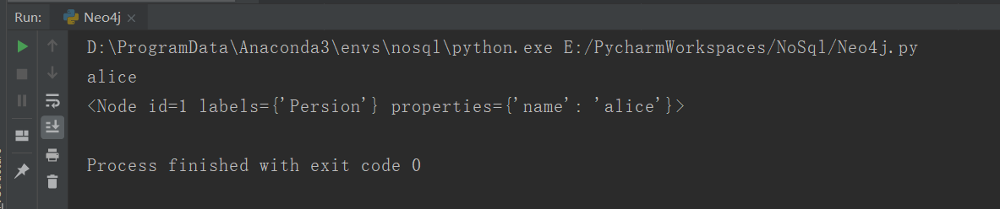 Run: Neo4j ×
D:\ProgramData\Anaconda3\envs\nosql\python.exe E:/PycharmWorkspaces/NoSql/Neo4j.py
alice
<Node id=1 labels={'Persion'} properties={'name': 'alice'}>
Process finished with exit code 0